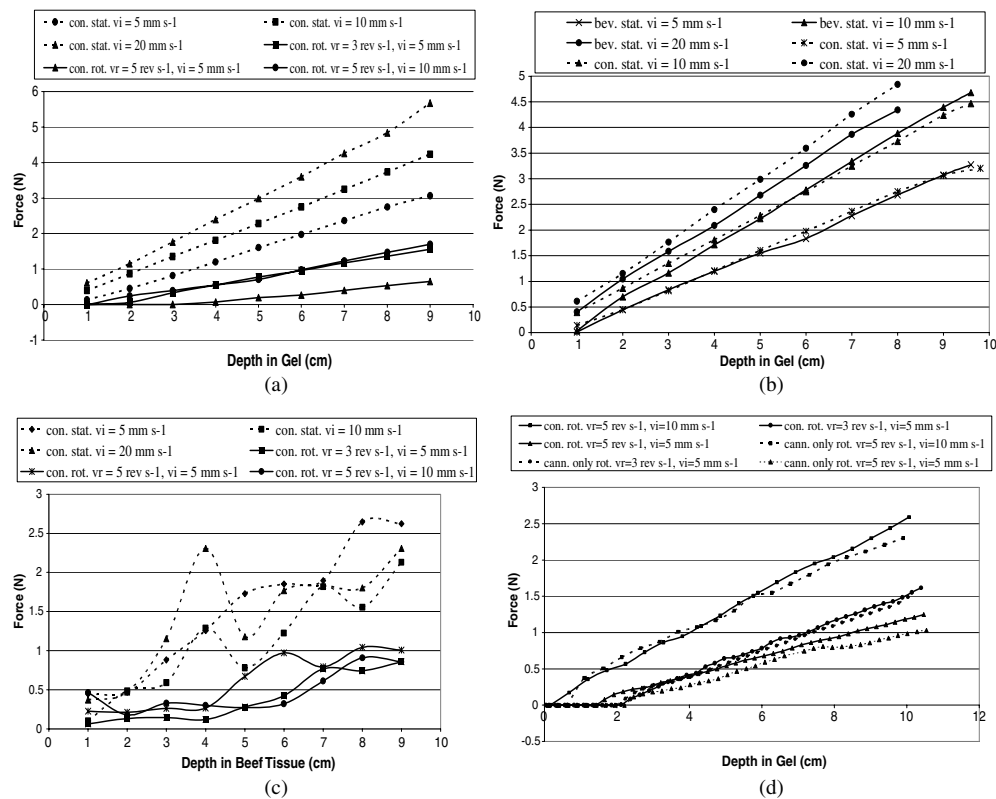 con. stat. vi = 5 mm s-1 con. stat. vi = 10 mm s-1
con. stat. vi = 20 mm s-1 con. rot. vr = 3 rev s-1, vi = 5 mm s-1
con. rot. vr = 5 rev s-1, vi = 5 mm s-1 con. rot. vr = 5 rev s-1, vi = 10 mm s-1
6
5
4
3
2
1
0
-1
Force (N)
0 1 2 3 4 5 6 7 8 9 10
Depth in Gel (cm)
(a)
bev. stat. vi = 5 mm s-1 bev. stat. vi = 10 mm s-1
bev. stat. vi = 20 mm s-1 con. stat. vi = 5 mm s-1
con. stat. vi = 10 mm s-1 con. stat. vi = 20 mm s-1
5
4.5
4
3.5
3
2.5
2
1.5
1
0.5
0
Force (N)
0 1 2 3 4 5 6 7 8 9 10
Depth in Gel (cm)
(b)
con. stat. vi = 5 mm s-1 con. stat. vi = 10 mm s-1
con. stat. vi = 20 mm s-1 con. rot. vr = 3 rev s-1, vi = 5 mm s-1
con. rot. vr = 5 rev s-1, vi = 5 mm s-1 con. rot. vr = 5 rev s-1, vi = 10 mm s-1
3
2.5
2
1.5
1
0.5
0
Force (N)
0 1 2 3 4 5 6 7 8 9 10
Depth in Beef Tissue (cm)
(c)
con. rot. vr=5 rev s-1, vi=10 mm s-1 con. rot. vr=3 rev s-1, vi=5 mm s-1
con. rot. vr=5 rev s-1, vi=5 mm s-1 cann. only rot. vr=5 rev s-1, vi=10 mm s-1
cann. only rot. vr=3 rev s-1, vi=5 mm s-1 cann. only rot. vr=5 rev s-1, vi=5 mm s-1
3
2.5
2
1.5
1
0.5
0
-0.5
Force (N)
0 2 4 6 8 10 12
Depth in Gel (cm)
(d)